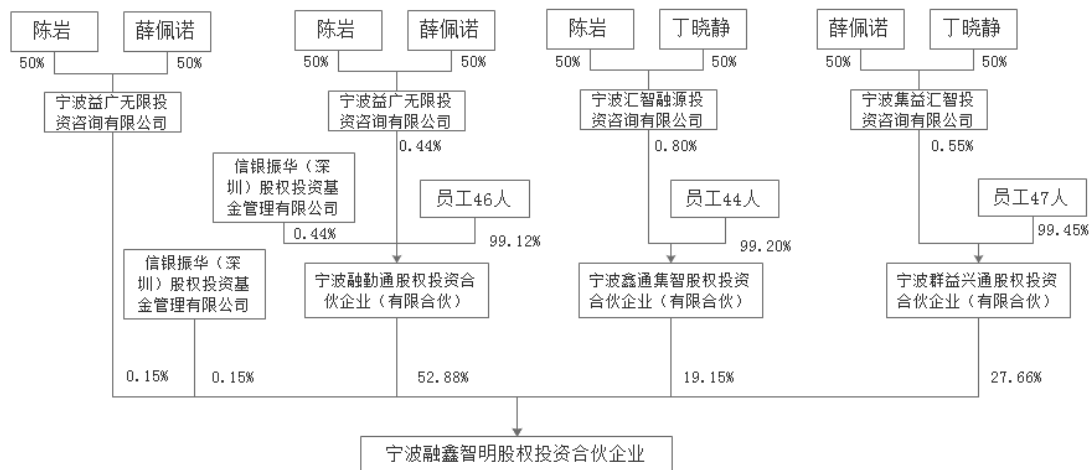 陈岩
薛佩诺
陈岩
薛佩诺
陈岩
丁晓静
薛佩诺
丁晓静
50%
50%
50%
50%
50%
50%
50%
50%
宁波益广无限投
资咨询有限公司
宁波益广无限投
资咨询有限公司
宁波汇智融源投
资咨询有限公司
宁波集益汇智投
资咨询有限公司
0.44%
0.80%
0.55%
信银振华（深
圳）股权投资基
金管理有限公司
员工46人
员工44人
员工47人
0.44%
99.12%
99.20%
99.45%
信银振华（深
圳）股权投资基
金管理有限公司
宁波融勤通股权投资合
伙企业（有限合伙）
宁波鑫通集智股权投资
合伙企业（有限合伙）
宁波群益兴通股权投资
合伙企业（有限合伙）
0.15%
0.15%
52.88%
19.15%
27.66%
宁波融鑫智明股权投资合伙企业